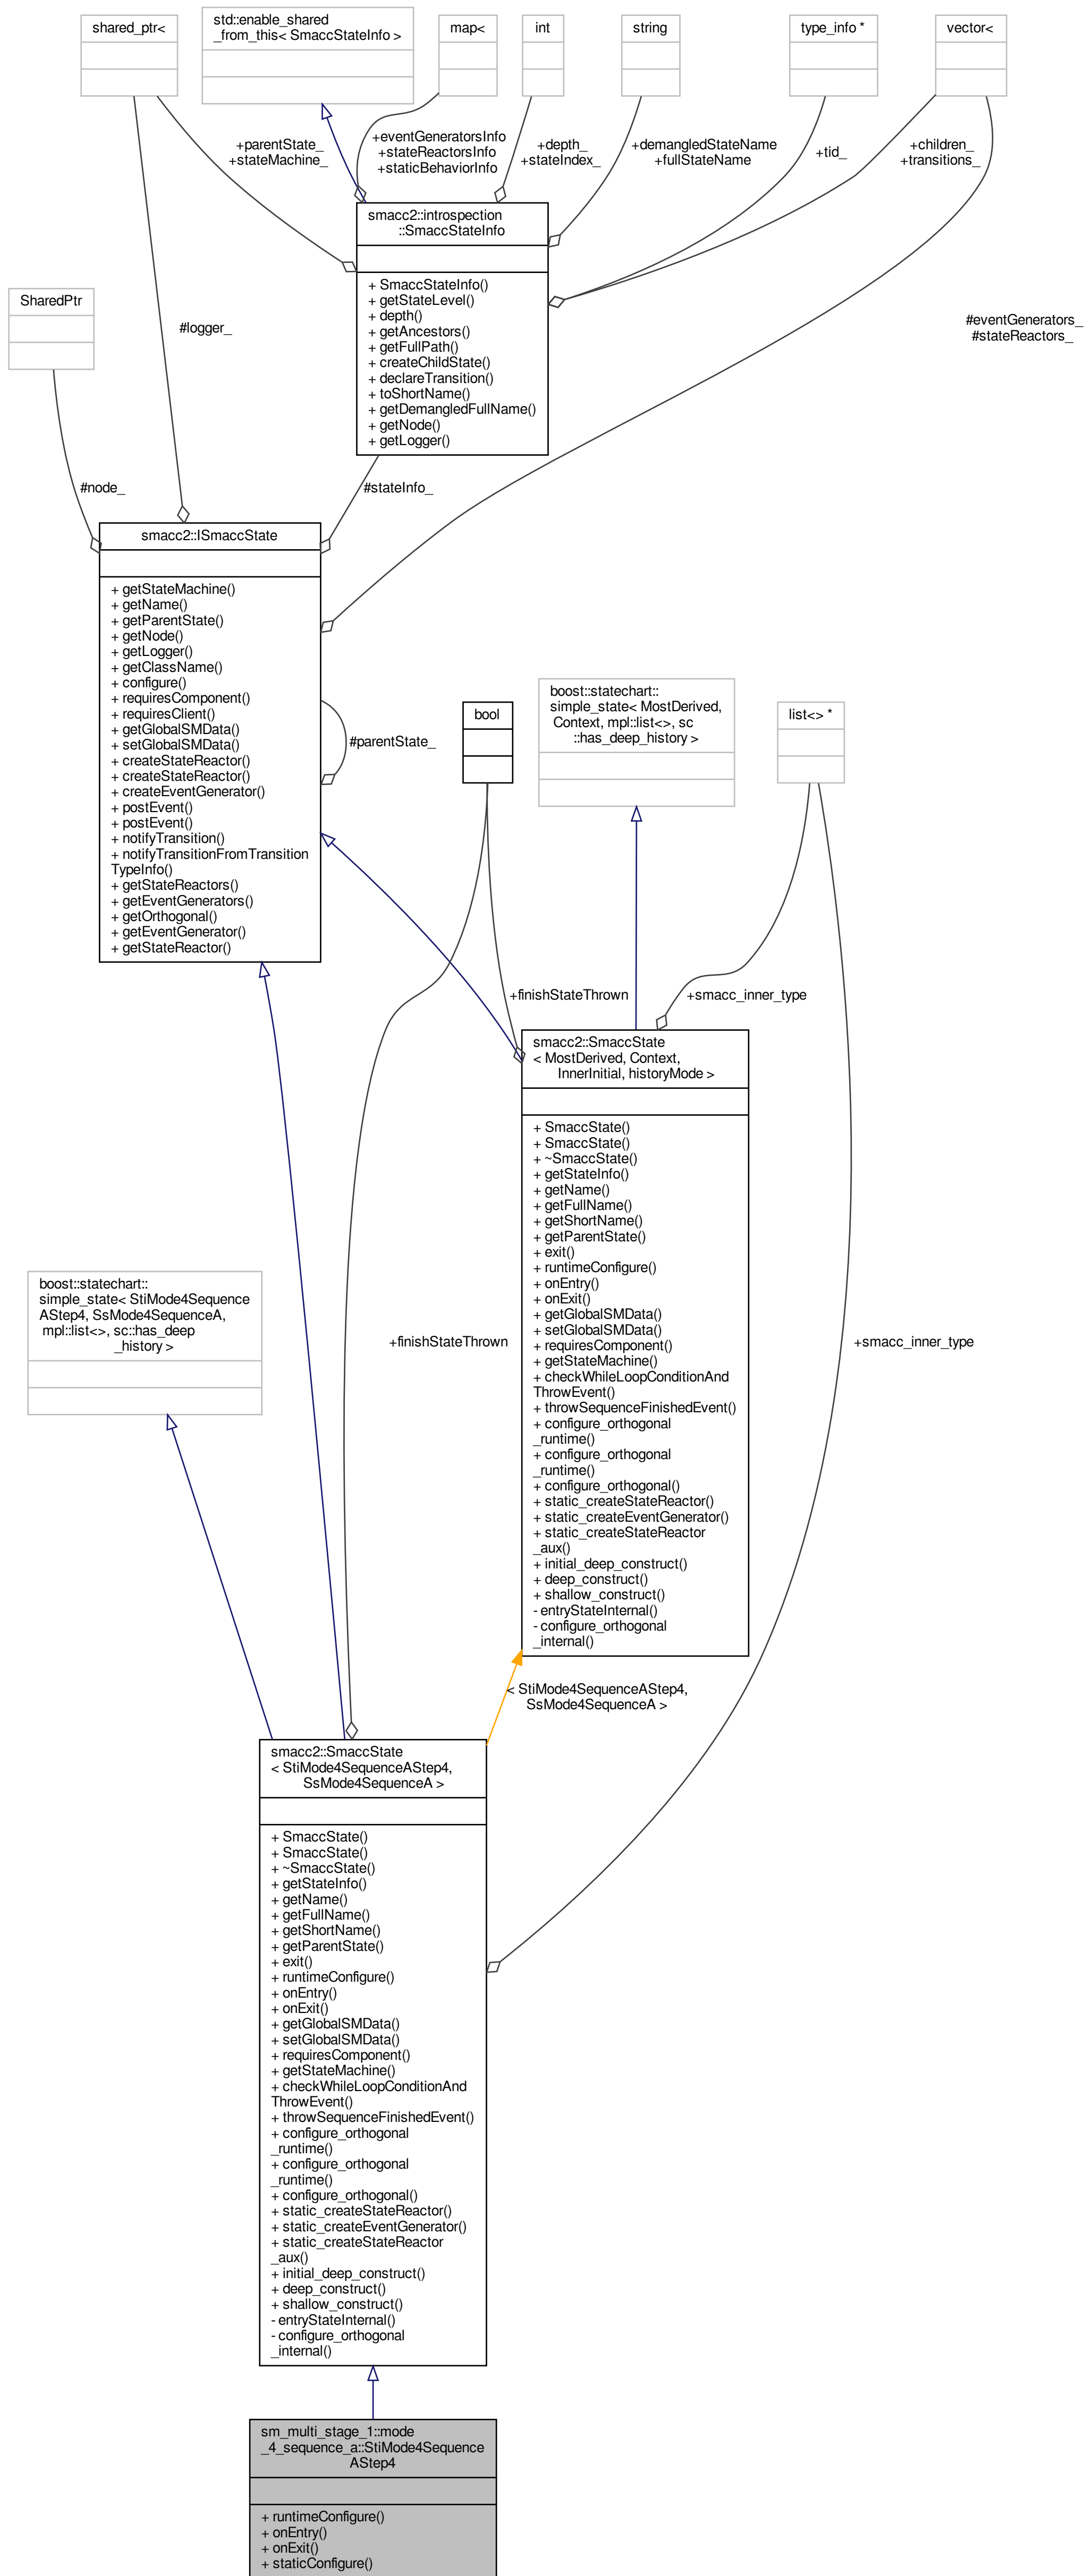 shared_ptr<
std::enable_shared
_from_this< SmaccStateInfo >
map<
int
string
type_info *
vector<
+parentState_
+stateMachine_
+eventGeneratorsInfo
+stateReactorsInfo
+staticBehaviorInfo
+depth_
+stateIndex_
+demangledStateName
+fullStateName
+tid_
+children_
+transitions_
smacc2::introspection
::SmaccStateInfo
+ SmaccStateInfo()
+ getStateLevel()
+ depth()
+ getAncestors()
+ getFullPath()
+ createChildState()
+ declareTransition()
+ toShortName()
+ getDemangledFullName()
+ getNode()
+ getLogger()
SharedPtr
#logger_
#eventGenerators_
#stateReactors_
#node_
#stateInfo_
smacc2::ISmaccState
+ getStateMachine()
+ getName()
+ getParentState()
+ getNode()
+ getLogger()
+ getClassName()
+ configure()
+ requiresComponent()
+ requiresClient()
+ getGlobalSMData()
+ setGlobalSMData()
+ createStateReactor()
+ createStateReactor()
+ createEventGenerator()
+ postEvent()
+ postEvent()
+ notifyTransition()
+ notifyTransitionFromTransition
TypeInfo()
+ getStateReactors()
+ getEventGenerators()
+ getOrthogonal()
+ getEventGenerator()
+ getStateReactor()
#parentState_
bool
boost::statechart::
simple_state< MostDerived,
Context, mpl::list<>, sc
::has_deep_history >
list<> *
+finishStateThrown
+smacc_inner_type
smacc2::SmaccState
< MostDerived, Context,
InnerInitial, historyMode >
+ SmaccState()
+ SmaccState()
+ ~SmaccState()
+ getStateInfo()
+ getName()
+ getFullName()
+ getShortName()
+ getParentState()
+ exit()
+ runtimeConfigure()
+ onEntry()
+ onExit()
+ getGlobalSMData()
+ setGlobalSMData()
+ requiresComponent()
+ getStateMachine()
+ checkWhileLoopConditionAnd
ThrowEvent()
+ throwSequenceFinishedEvent()
+ configure_orthogonal
_runtime()
+ configure_orthogonal
_runtime()
+ configure_orthogonal()
+ static_createStateReactor()
+ static_createEventGenerator()
+ static_createStateReactor
_aux()
+ initial_deep_construct()
+ deep_construct()
+ shallow_construct()
- entryStateInternal()
- configure_orthogonal
_internal()
boost::statechart::
simple_state< StiMode4Sequence
AStep4, SsMode4SequenceA,
mpl::list<>, sc::has_deep
_history >
+finishStateThrown
+smacc_inner_type
< StiMode4SequenceAStep4,
SsMode4SequenceA >
smacc2::SmaccState
< StiMode4SequenceAStep4,
SsMode4SequenceA >
+ SmaccState()
+ SmaccState()
+ ~SmaccState()
+ getStateInfo()
+ getName()
+ getFullName()
+ getShortName()
+ getParentState()
+ exit()
+ runtimeConfigure()
+ onEntry()
+ onExit()
+ getGlobalSMData()
+ setGlobalSMData()
+ requiresComponent()
+ getStateMachine()
+ checkWhileLoopConditionAnd
ThrowEvent()
+ throwSequenceFinishedEvent()
+ configure_orthogonal
_runtime()
+ configure_orthogonal
_runtime()
+ configure_orthogonal()
+ static_createStateReactor()
+ static_createEventGenerator()
+ static_createStateReactor
_aux()
+ initial_deep_construct()
+ deep_construct()
+ shallow_construct()
- entryStateInternal()
- configure_orthogonal
_internal()
sm_multi_stage_1::mode
_4_sequence_a::StiMode4Sequence
AStep4
+ runtimeConfigure()
+ onEntry()
+ onExit()
+ staticConfigure()